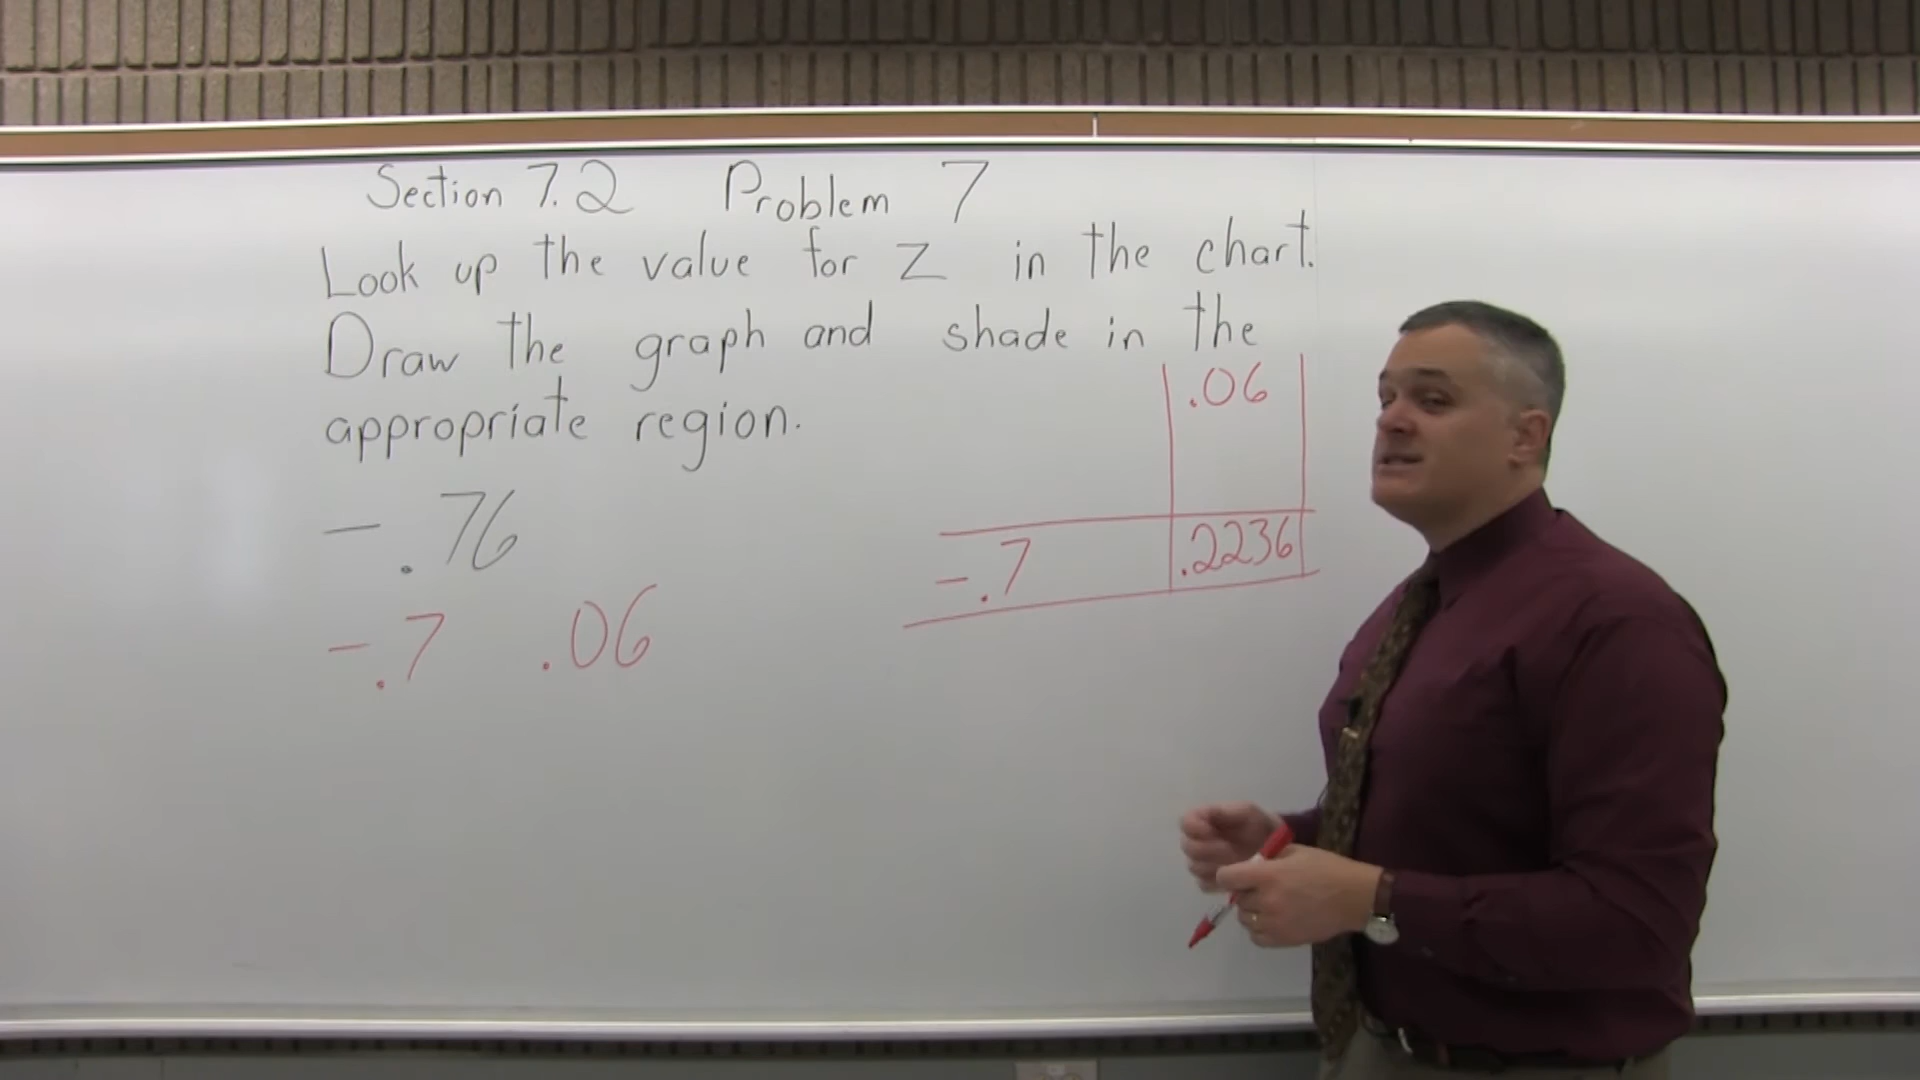 Section 7.2 Problem 7
Look up the value for Z in the chart.
Draw the graph and shade in the
appropriate region.
.06
-.76
-.7 .2236
-.7 .06